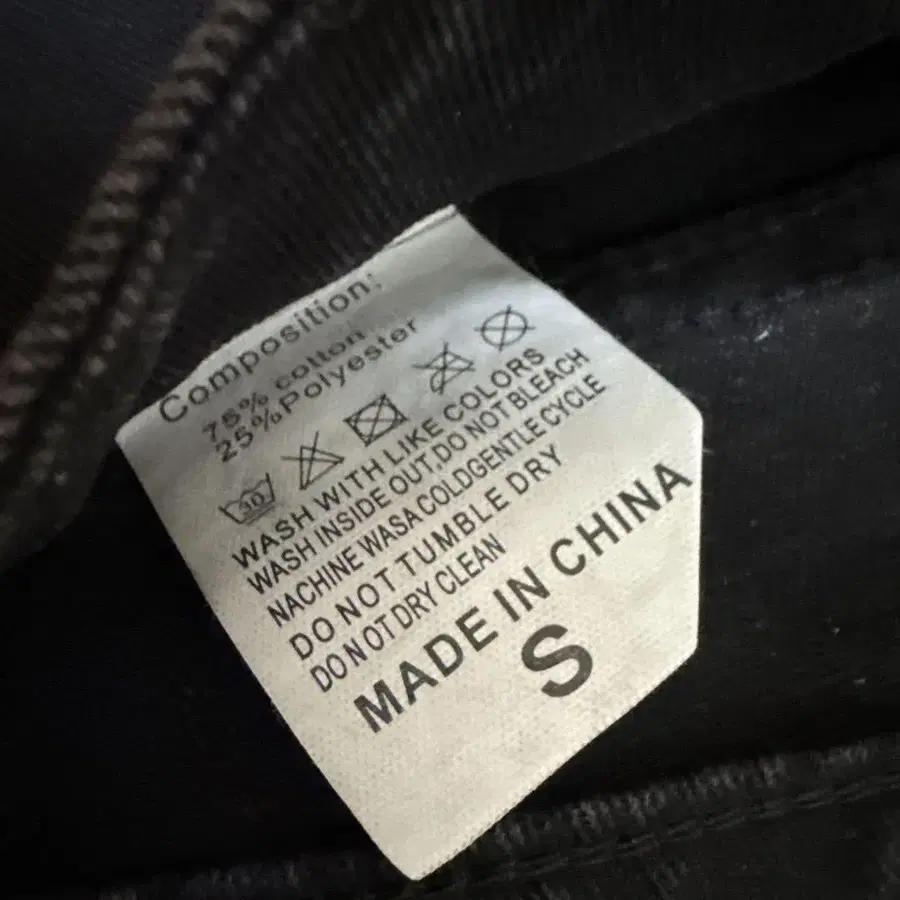 Composition:
75% cotton
25%Polyester
30
WASH WITH LIKE COLORS
WASH INSIDE OUT,DO NOT BLEACH
NACHINE WASA COLDGENTLE CYCLE
DO NOT TUMBLE DRY
DO NOT DRY CLEAN
MADE IN CHINA
S